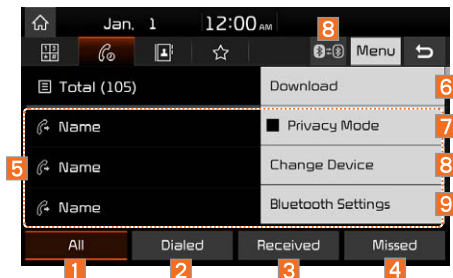 Jan. 1 12:00 AM
8
Menu
Total (105)
Download
6
Name
Privacy Mode
7
5
Name
Change Device
8
Name
Bluetooth Settings
9
All
Dialed
Received
Missed
1
2
3
4